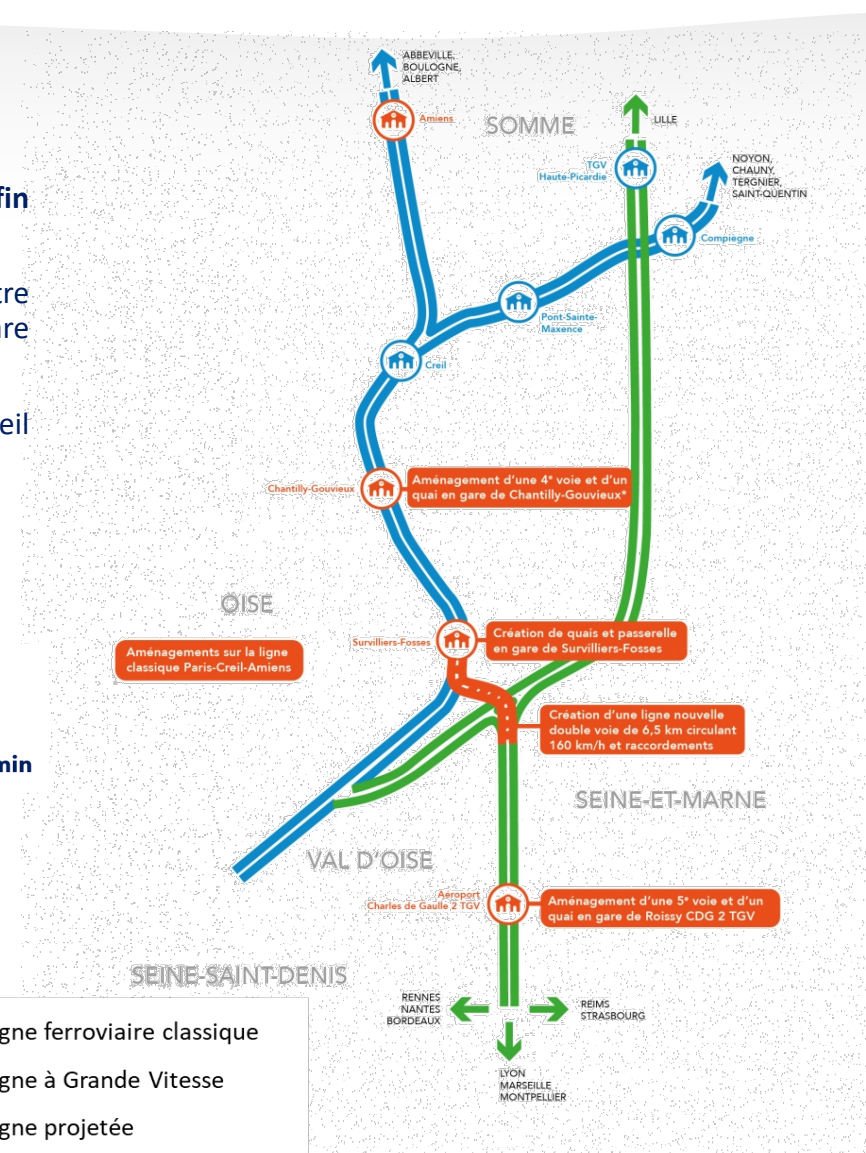 ABBEVILLE,
BOULOGNE,
ALBERT
Amiens
SOMME
LILLE
TGV
Haute-Picardie
NOYON,
CHAUNY,
TERGNIER,
SAINT-QUENTIN
fin
Compiègne
tre
are
Pont-Sainte-
Maxence
Creil
eil
Chantilly-Gouvieux
Aménagement d'une 4e voie et d'un
quai en gare de Chantilly-Gouvieux*
OISE
Survilliers-Fosses
Création de quais et passerelle
en gare de Survilliers-Fosses
Aménagements sur la ligne
classique Paris-Creil-Amiens
Création d'une ligne nouvelle
double voie de 6,5 km circulant
160 km/h et raccordements
min
SEINE-ET-MARNE
VAL D'OISE
Aéroport
Charles de Gaulle 2 TGV
Aménagement d'une 5e voie et d'un
quai en gare de Roissy CDG 2 TGV
SEINE-SAINT-DENIS
RENNES
NANTES
BORDEAUX
REIMS
STRASBOURG
LYON
MARSEILLE
MONTPELLIER
gne ferroviaire classique
gne à Grande Vitesse
gne projetée